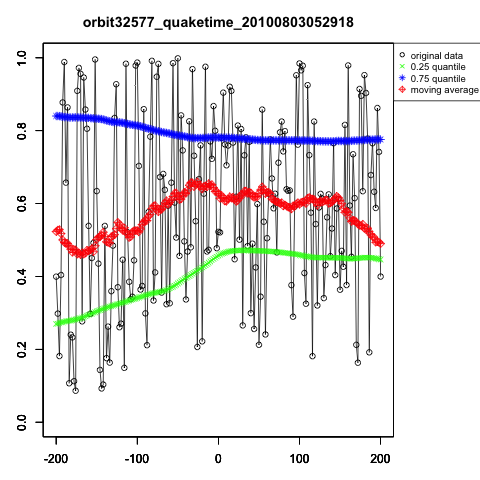 orbit32577_quaketime_20100803052918
original data
0.25 quantile
0.75 quantile
moving average
1.0
0.8
0.6
0.4
0.2
0.0
-200 -100 0 100 200